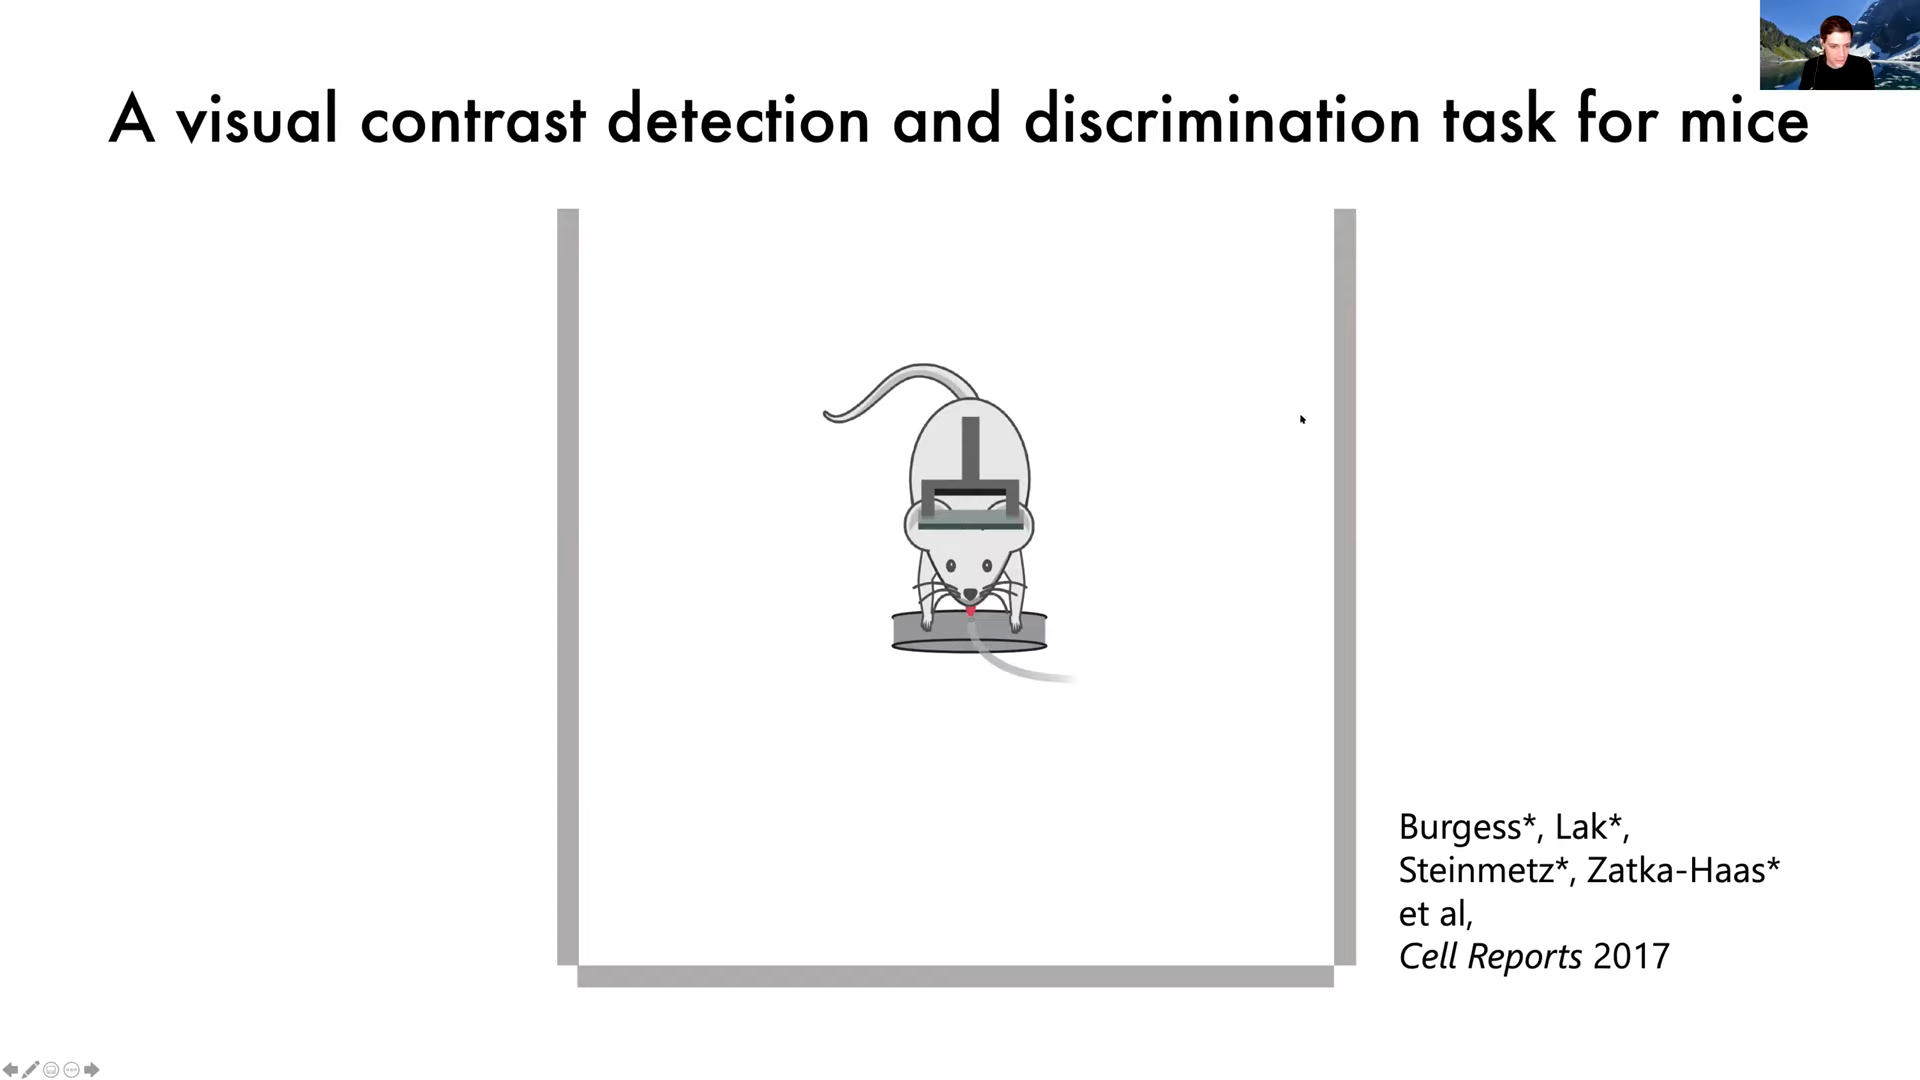 A visual contrast detection and discrimination task for mice
Burgess*, Lak*,
Steinmetz*, Zatka-Haas*
et al,
Cell Reports 2017